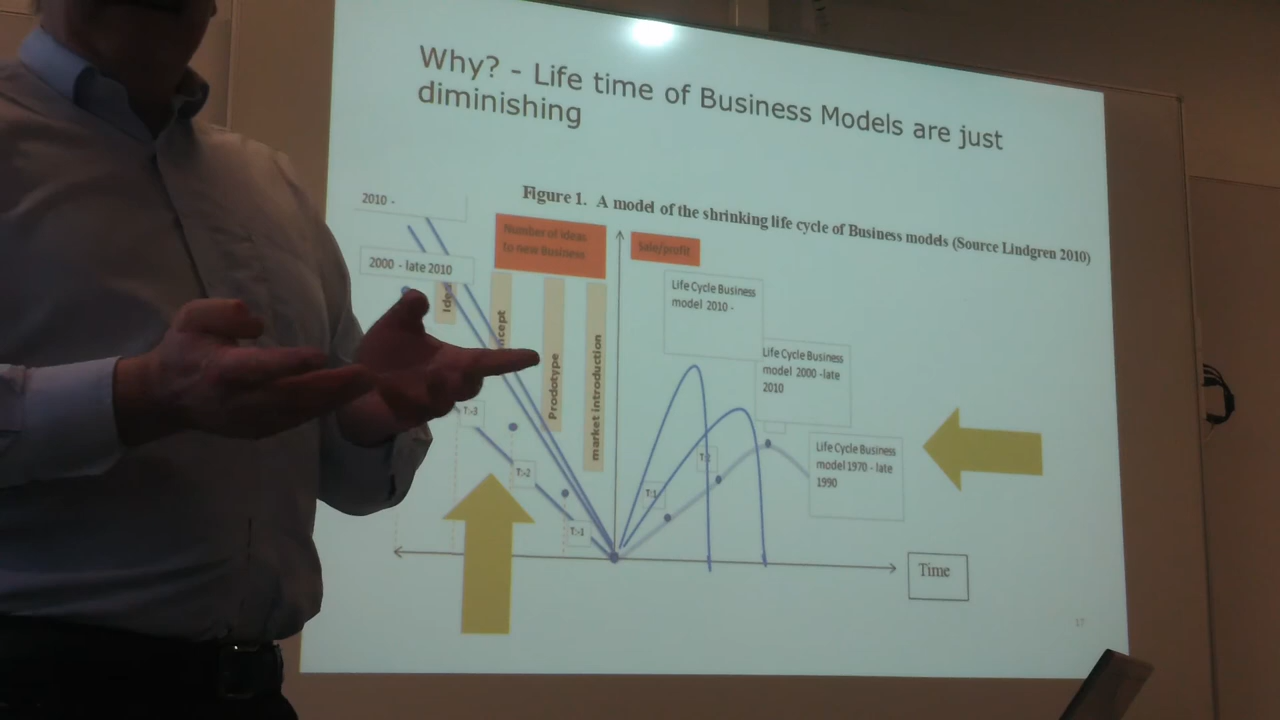 Why? - Life time of Business Models are just
diminishing
Figure 1. A model of the shrinking life cycle of Business models (Source Lindgren 2010)
2010 -
2000 - late 2010
Number of ideas
to new Business
Sale/profit
Prodotype
market introduction
Life Cycle Business
model 2010 -
Life Cycle Business
model 2000 -late
2010
Life Cycle Business
model 1970 - late
1990
T:-3
T:-2
T:-1
T:1
Time
17